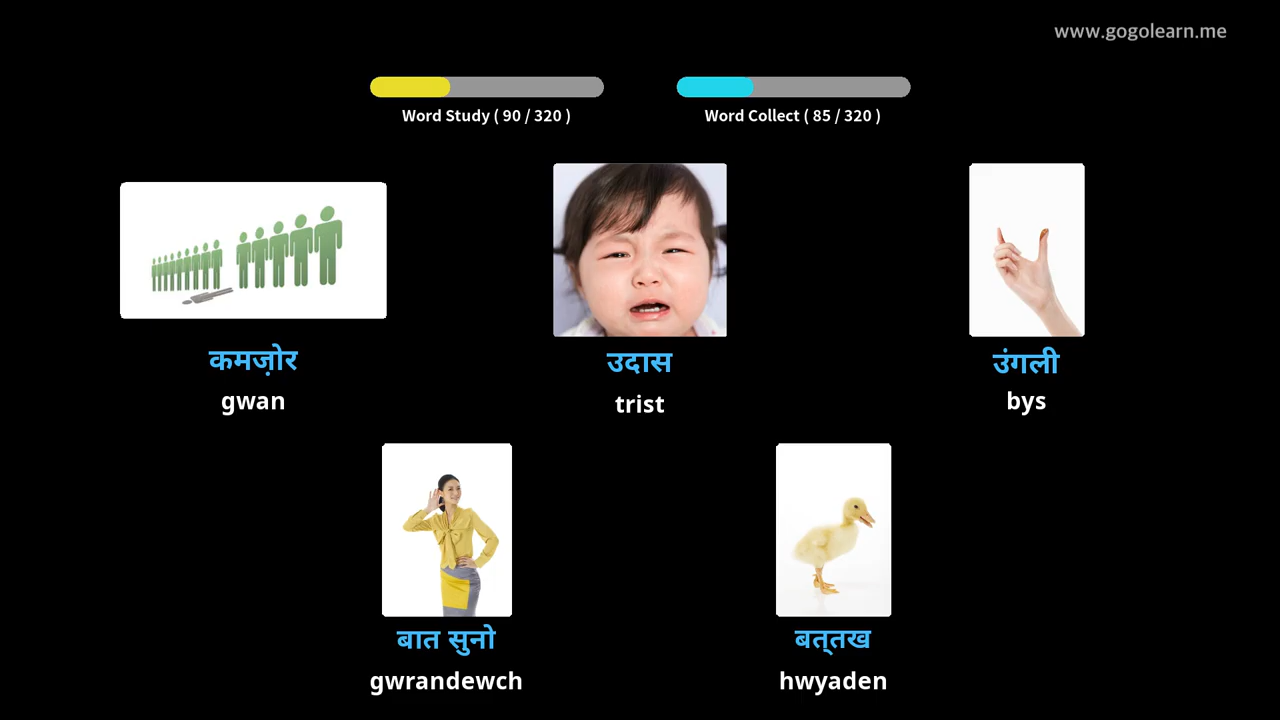 www.gogolearn.me
Word Study ( 90 / 320 )
Word Collect ( 85 / 320 )
कमज़ोर
gwan
उदास
trist
उंगली
bys
बात सुनो
gwrandewch
बत्‌तख
hwyaden